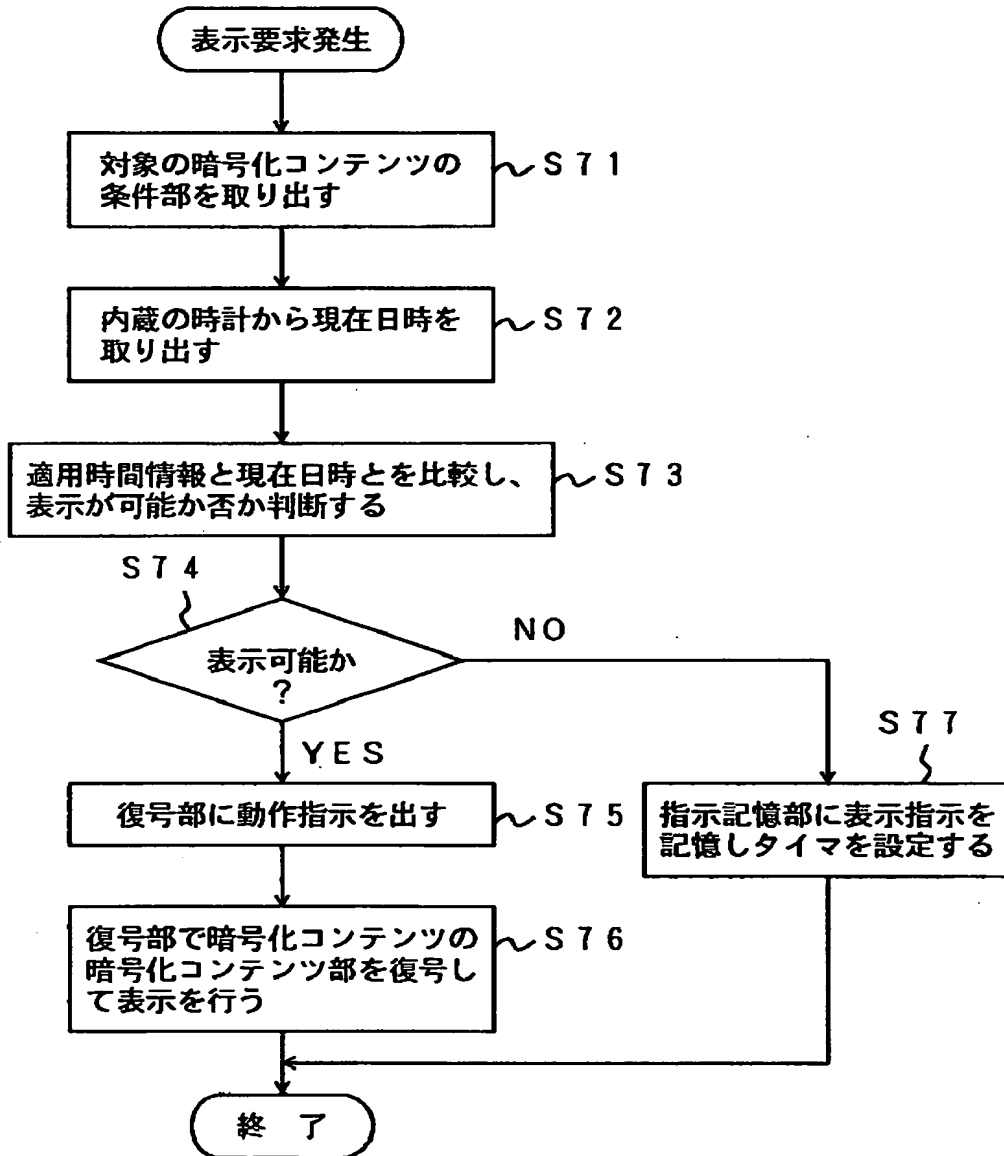 表示要求発生
対象の暗号化コンテンツの
条件部を取り出す
S71
内蔵の時計から現在日時を
取り出す
S72
適用時間情報と現在日時とを比較し、
表示が可能か否か判断する
S73
S74
表示可能か
?
NO
YES
復号部に動作指示を出す
S75
S77
指示記憶部に表示指示を
記憶しタイマを設定する
復号部で暗号化コンテンツの
暗号化コンテンツ部を復号し
て表示を行う
S76
終 了